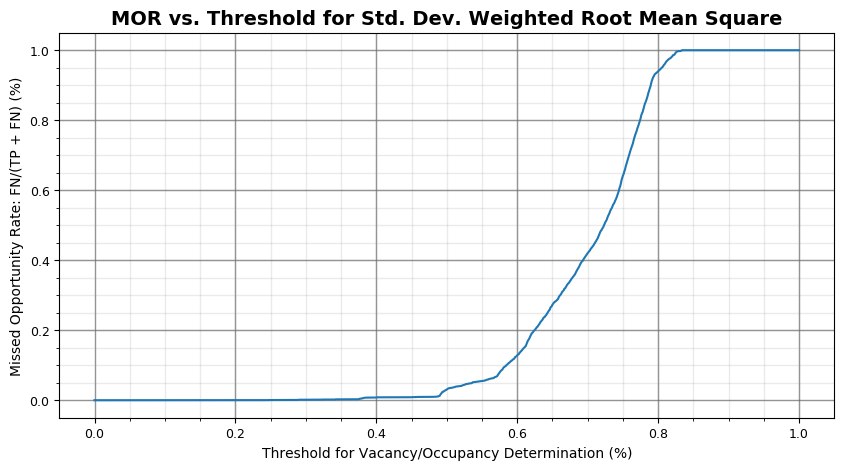 MOR vs. Threshold for Std. Dev. Weighted Root Mean Square
Missed Opportunity Rate: FN/(TP + FN) (%)
1.0
0.8
0.6
0.4
0.2
0.0
0.0 0.2 0.4 0.6 0.8 1.0
Threshold for Vacancy/Occupancy Determination (%)